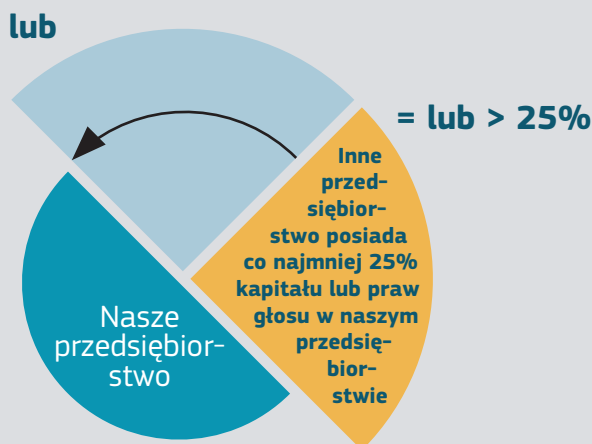 lub
= lub > 25%
Inne
przed-
siębior-
stwo posiada
co najmniej 25%
kapitału lub praw
głosu w naszym
przedsię-
bior-
stwie
Nasze
przedsiębior-
stwo